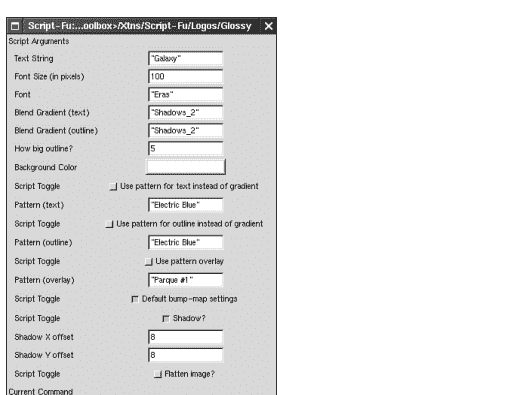 Script-Fu:...oolbox>/Xtns/Script-Fu/Logos/Glossy
Script Arguments
Text String "Galaxy"
Font Size (in pixels) 100
Font "Eras"
Blend Gradient (text) "Shadows_2"
Blend Gradient (outline) "Shadows_2"
How big outline? 5
Background Color
Script Toggle Use pattern for text instead of gradient
Pattern (text) "Electric Blue"
Script Toggle Use pattern for outline instead of gradient
Pattern (outline) "Electric Blue"
Script Toggle Use pattern overlay
Pattern (overlay) "Parque #1"
Script Toggle Default bump-map settings
Script Toggle Shadow?
Shadow X offset 8
Shadow Y offset 8
Script Toggle Flatten image?
Current Command